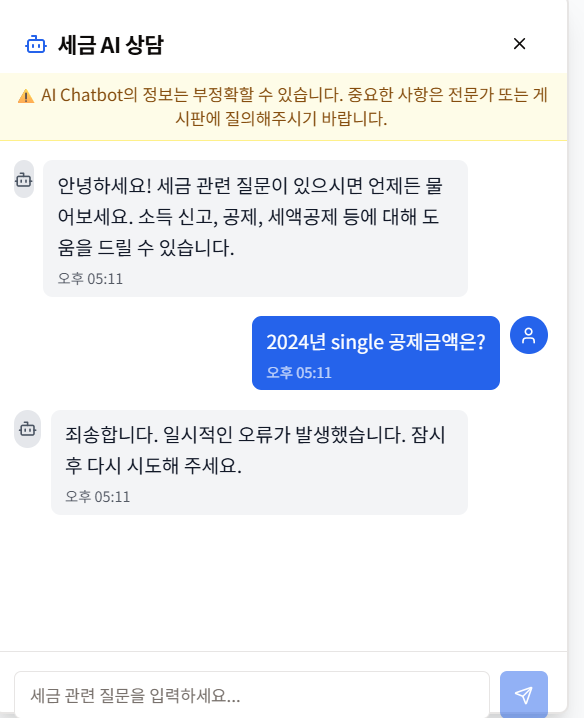 세금 AI 상담
⚠ AI Chatbot의 정보는 부정확할 수 있습니다. 중요한 사항은 전문가 또는 게
시판에 질의해주시기 바랍니다.
안녕하세요! 세금 관련 질문이 있으시면 언제든 물
어보세요. 소득 신고, 공제, 세액공제 등에 대해 도
움을 드릴 수 있습니다.
오후 05:11
2024년 single 공제금액은?
오후 05:11
죄송합니다. 일시적인 오류가 발생했습니다. 잠시
후 다시 시도해 주세요.
오후 05:11
세금 관련 질문을 입력하세요...